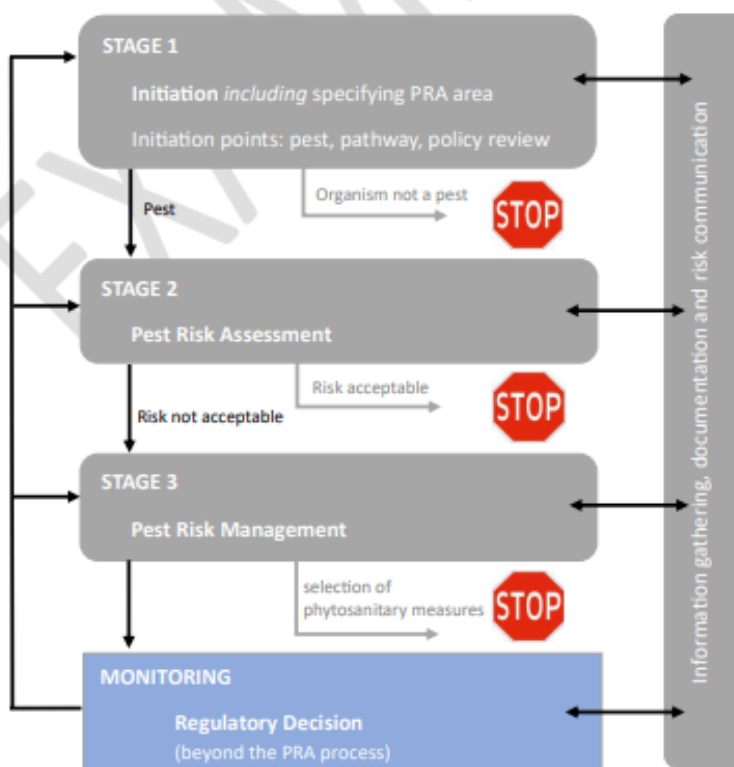 STAGE 1
Initiation including specifying PRA area
Initiation points: pest, pathway, policy review
Pest
Organism not a pest
STOP
STAGE 2
Pest Risk Assessment
Risk not acceptable
Risk acceptable
STOP
STAGE 3
Pest Risk Management
selection of
phytosanitary measures
STOP
MONITORING
Regulatory Decision
(beyond the PRA process)
Information gathering, documentation and risk communication